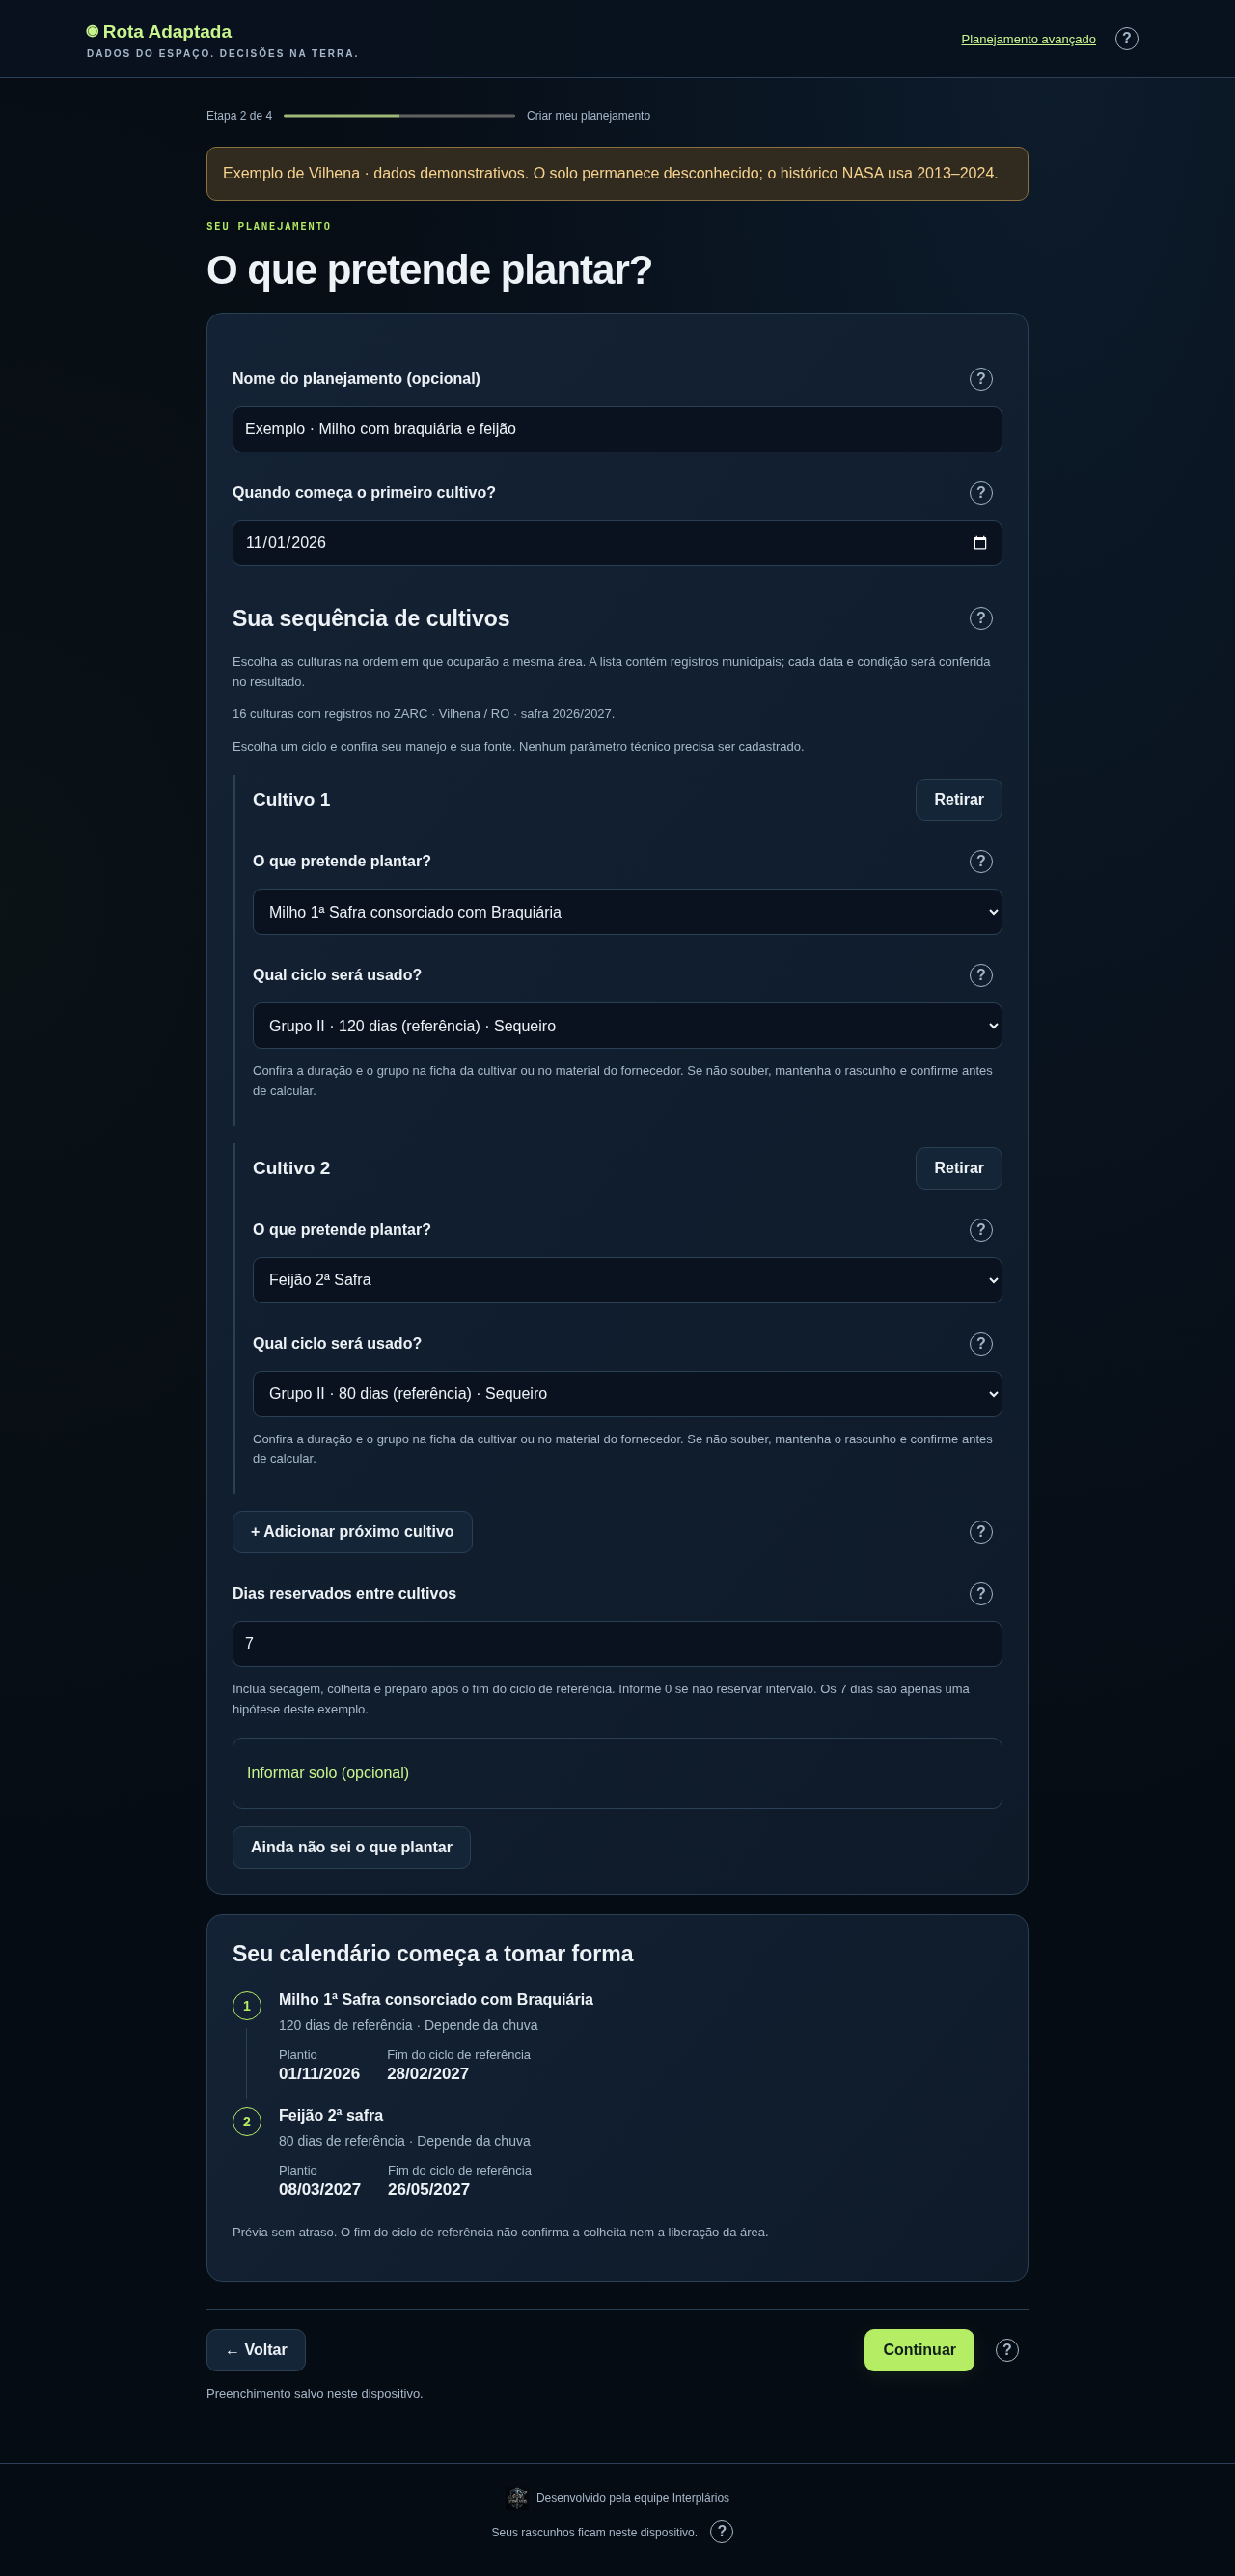 Rota Adaptada
DADOS DO ESPAÇO. DECISÕES NA TERRA.
Planejamento avançado
?
Etapa 2 de 4
Criar meu planejamento
Exemplo de Vilhena · dados demonstrativos. O solo permanece desconhecido; o histórico NASA usa 2013–2024.
SEU PLANEJAMENTO
O que pretende plantar?
Nome do planejamento (opcional)
?
Exemplo · Milho com braquiária e feijão
Quando começa o primeiro cultivo?
?
11/01/2026
Sua sequência de cultivos
?
Escolha as culturas na ordem em que ocuparão a mesma área. A lista contém registros municipais; cada data e condição será conferida
no resultado.
16 culturas com registros no ZARC · Vilhena / RO · safra 2026/2027.
Escolha um ciclo e confira seu manejo e sua fonte. Nenhum parâmetro técnico precisa ser cadastrado.
Cultivo 1
Retirar
O que pretende plantar?
?
Milho 1ª Safra consorciado com Braquiária
Qual ciclo será usado?
?
Grupo II · 120 dias (referência) · Sequeiro
Confira a duração e o grupo na ficha da cultivar ou no material do fornecedor. Se não souber, mantenha o rascunho e confirme antes
de calcular.
Cultivo 2
Retirar
O que pretende plantar?
?
Feijão 2ª Safra
Qual ciclo será usado?
?
Grupo II · 80 dias (referência) · Sequeiro
Confira a duração e o grupo na ficha da cultivar ou no material do fornecedor. Se não souber, mantenha o rascunho e confirme antes
de calcular.
+ Adicionar próximo cultivo
?
Dias reservados entre cultivos
?
7
Inclua secagem, colheita e preparo após o fim do ciclo de referência. Informe 0 se não reservar intervalo. Os 7 dias são apenas uma
hipótese deste exemplo.
Informar solo (opcional)
Ainda não sei o que plantar
Seu calendário começa a tomar forma
1
Milho 1ª Safra consorciado com Braquiária
120 dias de referência · Depende da chuva
Plantio
Fim do ciclo de referência
01/11/2026
28/02/2027
2
Feijão 2ª safra
80 dias de referência · Depende da chuva
Plantio
Fim do ciclo de referência
08/03/2027
26/05/2027
Prévia sem atraso. O fim do ciclo de referência não confirma a colheita nem a liberação da área.
← Voltar
Continuar
?
Preenchimento salvo neste dispositivo.
Desenvolvido pela equipe Interplários
Seus rascunhos ficam neste dispositivo.
?